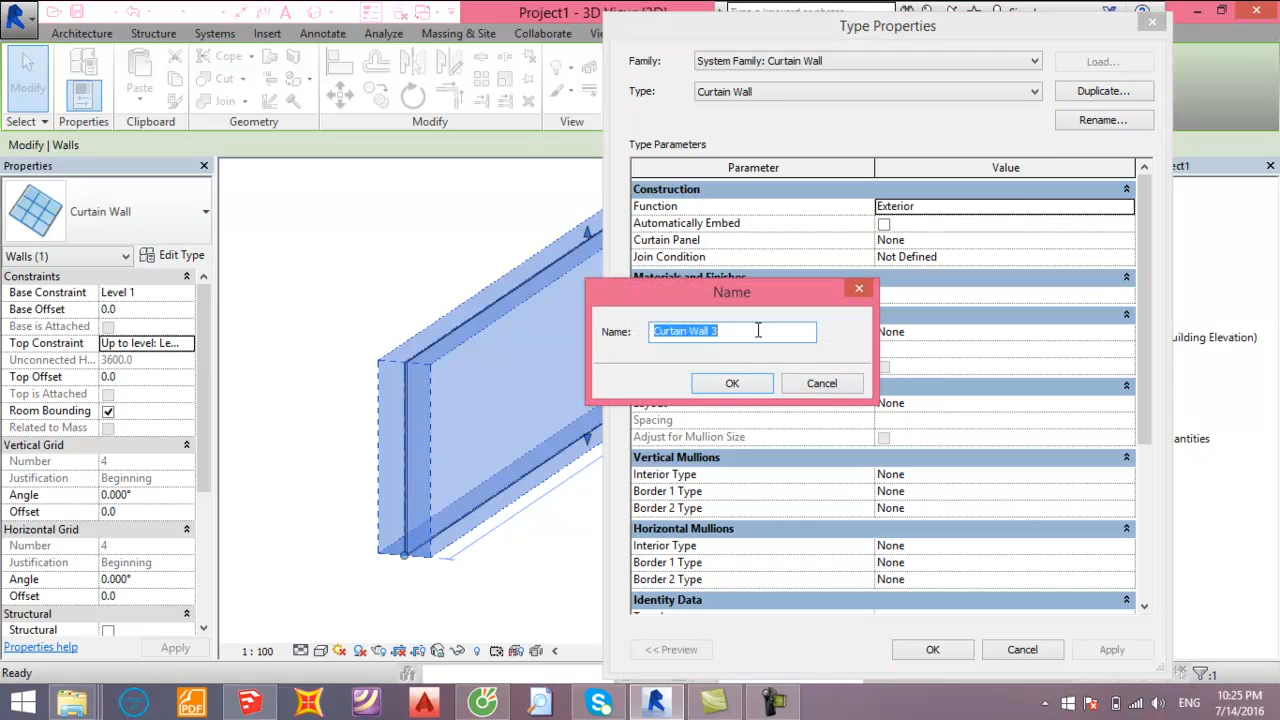 Project1 - 3D View: {3D}
Architecture Structure Systems Insert Annotate Analyze Massing & Site Collaborate
Modify
Paste
Cope
Cut
Join
Select Properties Clipboard Geometry Modify View
Modify | Walls
Properties
Curtain Wall
Walls (1) Edit Type
Constraints
Base Constraint Level 1
Base Offset 0.0
Base is Attached
Top Constraint Up to level: Le...
Unconnected H... 3600.0
Top Offset 0.0
Top is Attached
Room Bounding
Related to Mass
Vertical Grid
Number 4
Justification Beginning
Angle 0.000°
Offset 0.0
Horizontal Grid
Number 4
Justification Beginning
Angle 0.000°
Offset 0.0
Structural
Structural
Properties help Apply
1 : 100
Ready
Type Properties
Family: System Family: Curtain Wall Load...
Type: Curtain Wall Duplicate...
Rename...
Type Parameters
Parameter Value
Construction
Function Exterior
Automatically Embed
Curtain Panel None
Join Condition Not Defined
Materials and Finishes
Name
Name: Curtain Wall 3
OK Cancel
None
None
Spacing
Adjust for Mullion Size
Vertical Mullions
Interior Type None
Border 1 Type None
Border 2 Type None
Horizontal Mullions
Interior Type None
Border 1 Type None
Border 2 Type None
Identity Data
<< Preview OK Cancel Apply
ect1
uilding Elevation)
antities
:1
PDF
ENG
10:25 PM
7/14/2016